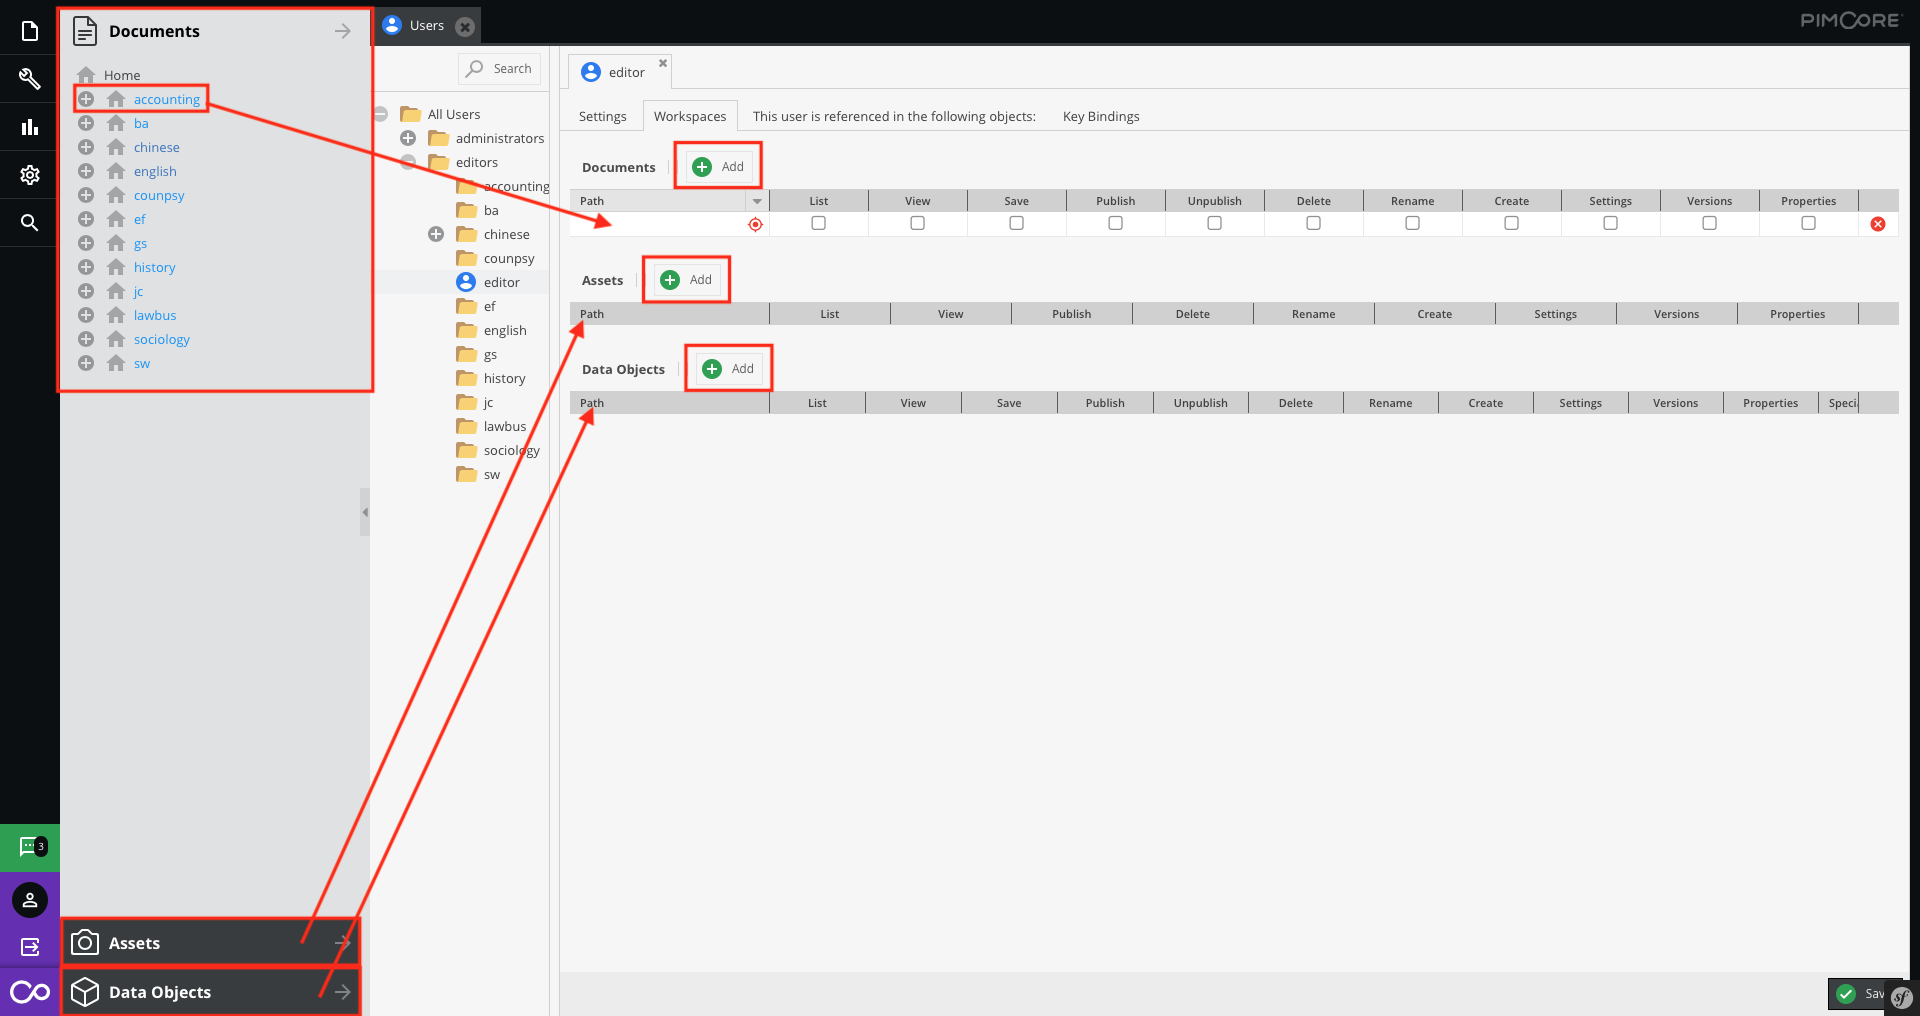 Documents
Home
accounting
ba
chinese
english
counpsy
ef
gs
history
jc
lawbus
sociology
sw
3
Assets
Data Objects
Users
PIMCORE
Search
All Users
administrators
editors
accounting
ba
chinese
counpsy
editor
ef
english
gs
history
jc
lawbus
sociology
sw
editor
Settings Workspaces This user is referenced in the following objects: Key Bindings
Documents Add
Path List View Save Publish Unpublish Delete Rename Create Settings Versions Properties
Assets Add
Path List View Publish Delete Rename Create Settings Versions Properties
Data Objects Add
Path List View Save Publish Unpublish Delete Rename Create Settings Versions Properties Speci
Sav
sf